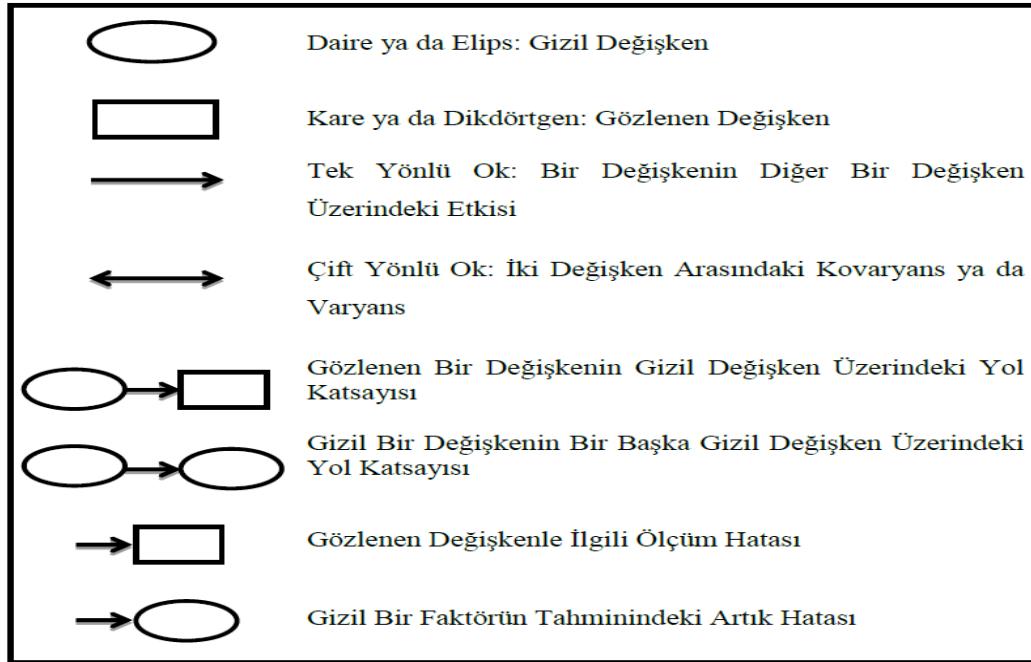 Daire ya da Elips: Gizil Değişken
Kare ya da Dikdörtgen: Gözlenen Değişken
Tek Yönlü Ok: Bir Değişkenin Diğer Bir Değişken
Üzerindeki Etkisi
Çift Yönlü Ok: İki Değişken Arasındaki Kovaryans ya da
Varyans
Gözlenen Bir Değişkenin Gizil Değişken Üzerindeki Yol
Katsayısı
Gizil Bir Değişkenin Bir Başka Gizil Değişken Üzerindeki
Yol Katsayısı
Gözlenen Değişkenle İlgili Ölçüm Hatası
Gizil Bir Faktörün Tahminindeki Artık Hatası